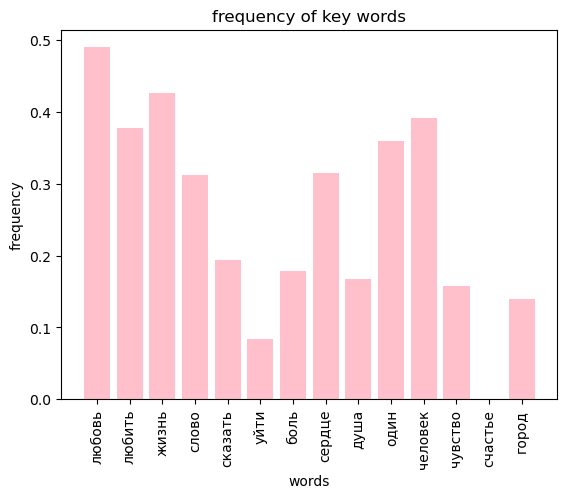 frequency of key words
0.5
0.4
0.3
0.2
0.1
0.0
frequency
любовь
любить
жизнь
слово
сказать
уйти
боль
сердце
душа
один
человек
чувство
счастье
город
words